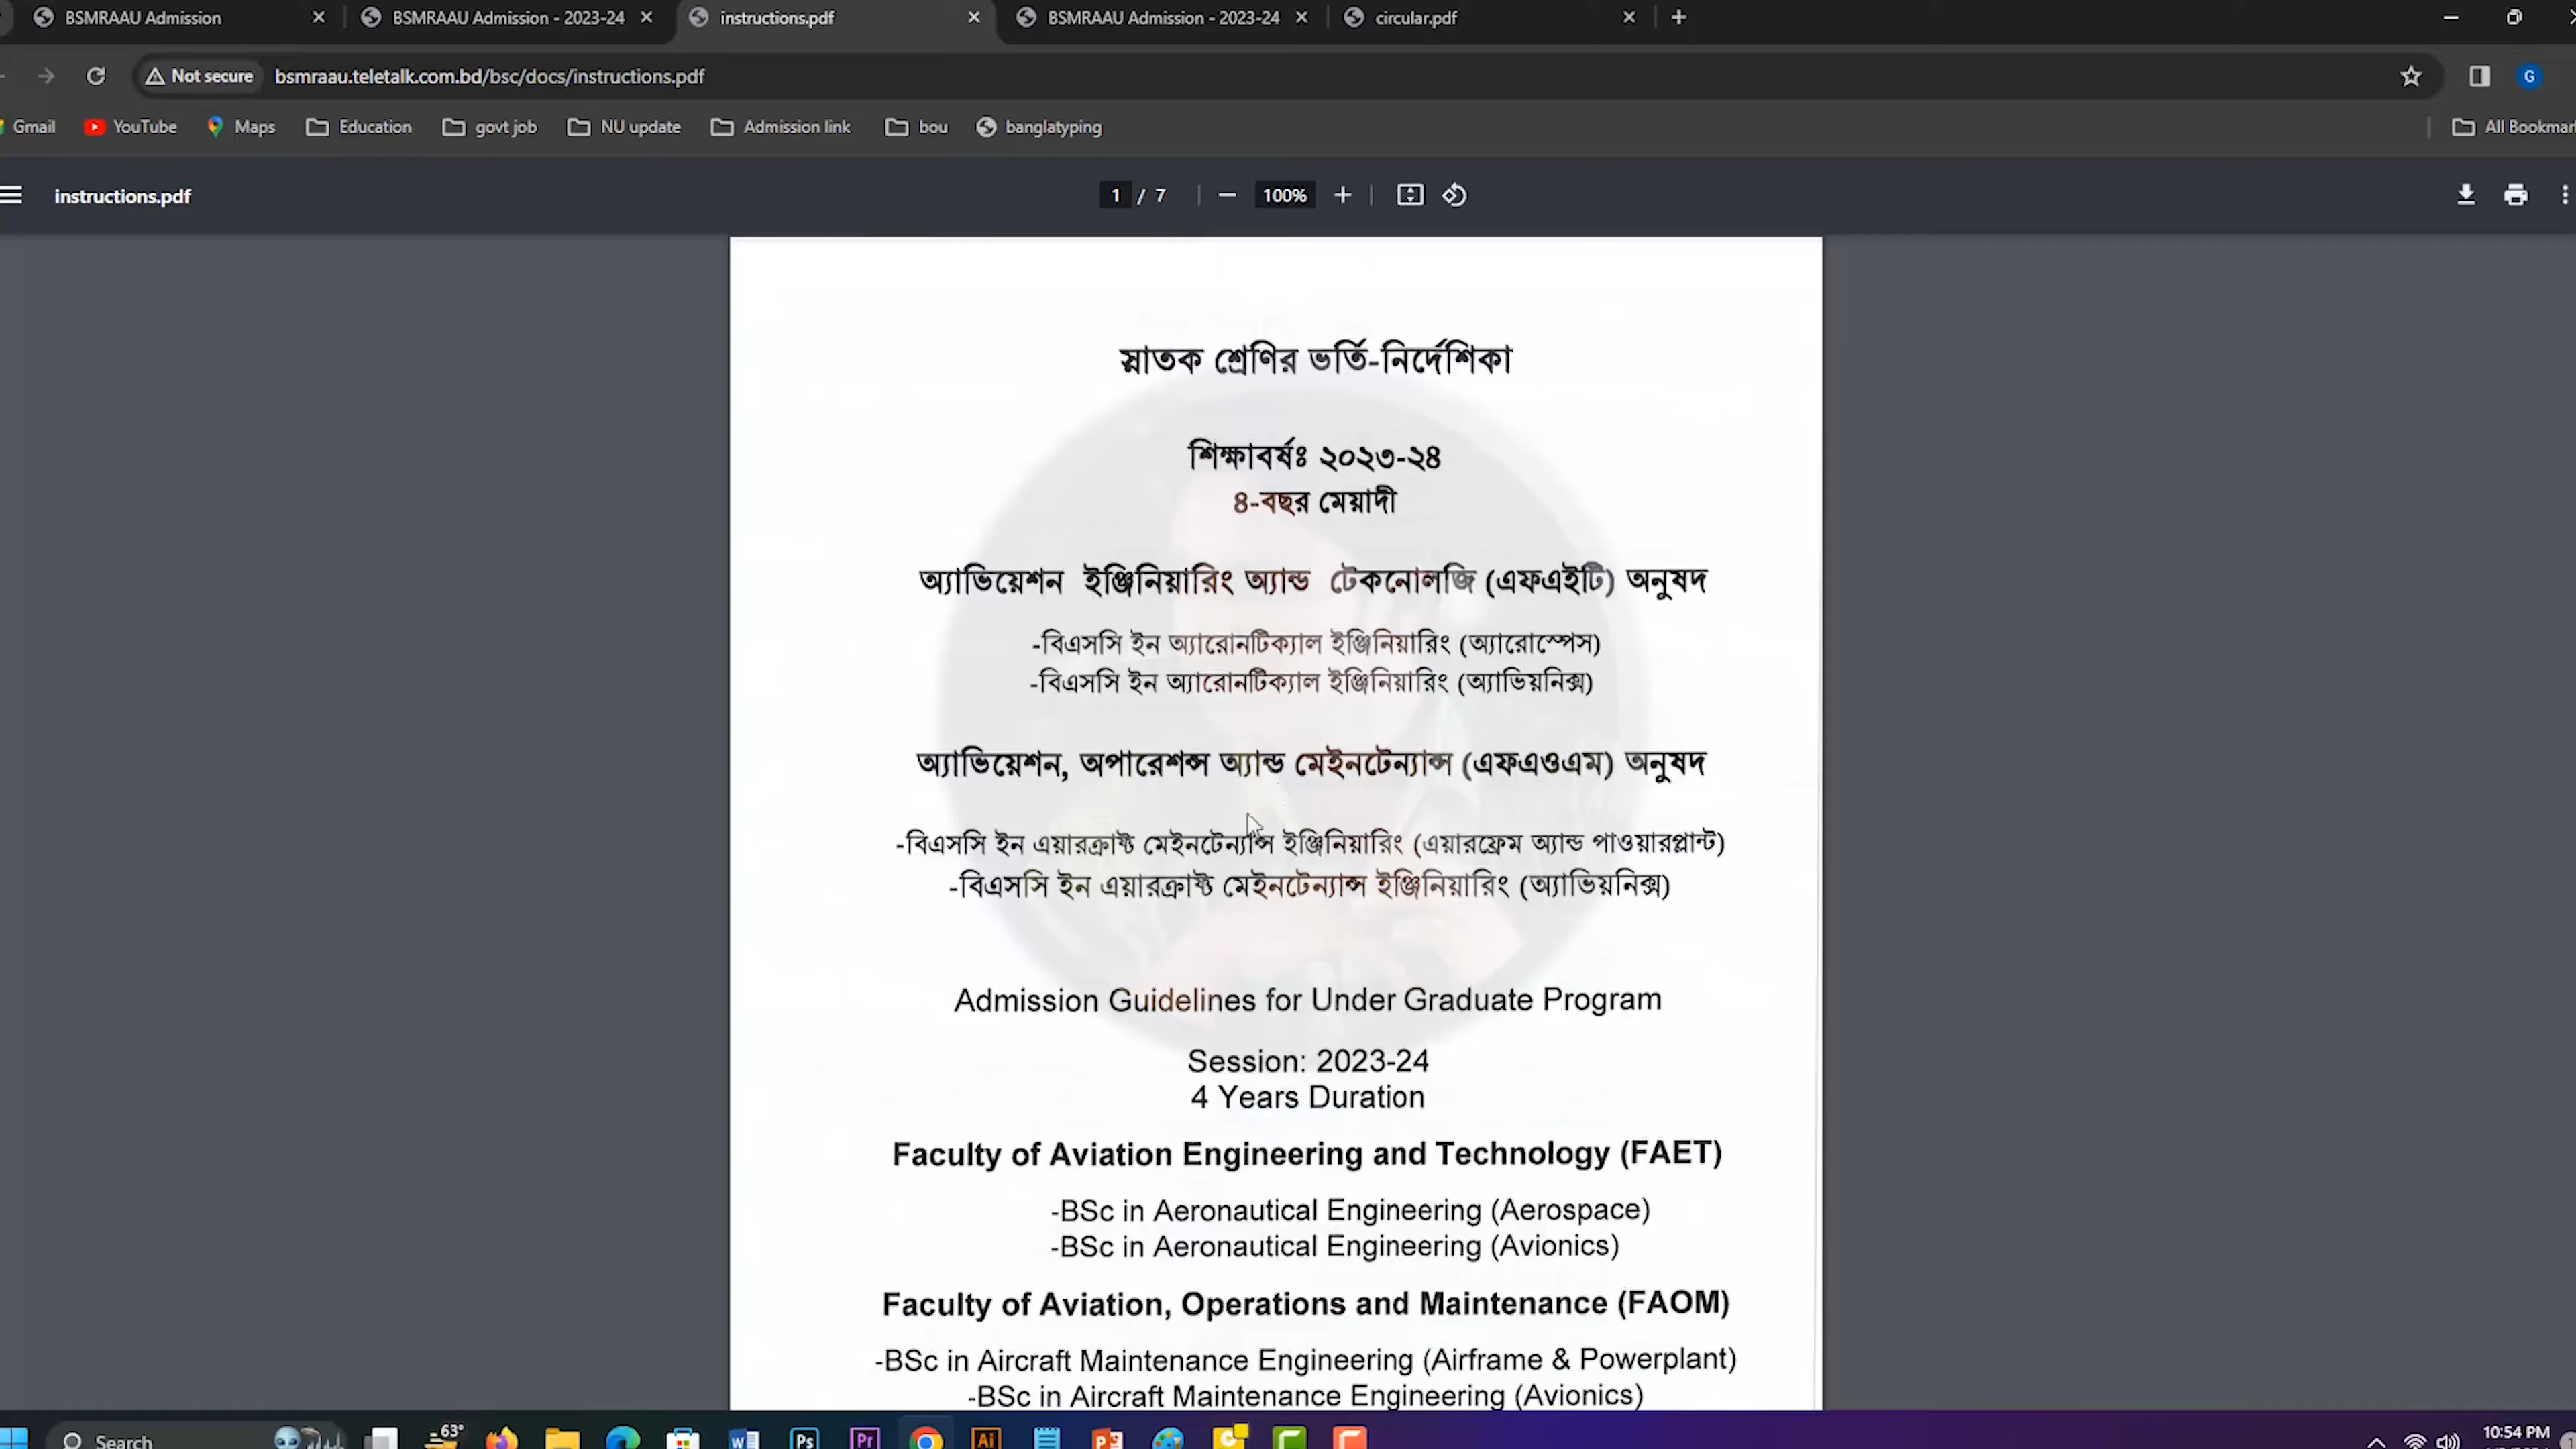 BSMRAAU Admission
BSMRAAU Admission - 2023-24
instructions.pdf
BSMRAAU Admission - 2023-24
circular.pdf
Not secure
bsmraau.teletalk.com.bd/bsc/docs/instructions.pdf
G
Gmail
YouTube
Maps
Education
govt job
NU update
Admission link
bou
banglatyping
All Bookmar
instructions.pdf
1 / 7
100%
স্নাতক শ্রেণির ভর্তি-নির্দেশিকা
শিক্ষাবর্ষঃ ২০২৩-২৪
৪-বছর মেয়াদী
অ্যাভিয়েশন ইঞ্জিনিয়ারিং অ্যান্ড টেকনোলজি (এফএইটি) অনুষদ
-বিএসসি ইন অ্যারোনটিক্যাল ইঞ্জিনিয়ারিং (অ্যারোস্পেস)
-বিএসসি ইন অ্যারোনটিক্যাল ইঞ্জিনিয়ারিং (অ্যাভিয়নিক্স)
অ্যাভিয়েশন, অপারেশন্স অ্যান্ড মেইনটেন্যান্স (এফএওএম) অনুষদ
-বিএসসি ইন এয়ারক্রাফ্ট মেইনটেন্যান্স ইঞ্জিনিয়ারিং (এয়ারফ্রেম অ্যান্ড পাওয়ারপ্লান্ট)
-বিএসসি ইন এয়ারক্রাফ্ট মেইনটেন্যান্স ইঞ্জিনিয়ারিং (অ্যাভিয়নিক্স)
Admission Guidelines for Under Graduate Program
Session: 2023-24
4 Years Duration
Faculty of Aviation Engineering and Technology (FAET)
-BSc in Aeronautical Engineering (Aerospace)
-BSc in Aeronautical Engineering (Avionics)
Faculty of Aviation, Operations and Maintenance (FAOM)
-BSc in Aircraft Maintenance Engineering (Airframe & Powerplant)
-BSc in Aircraft Maintenance Engineering (Avionics)
Search
63°
Ps
Pr
Ai
10:54 PM